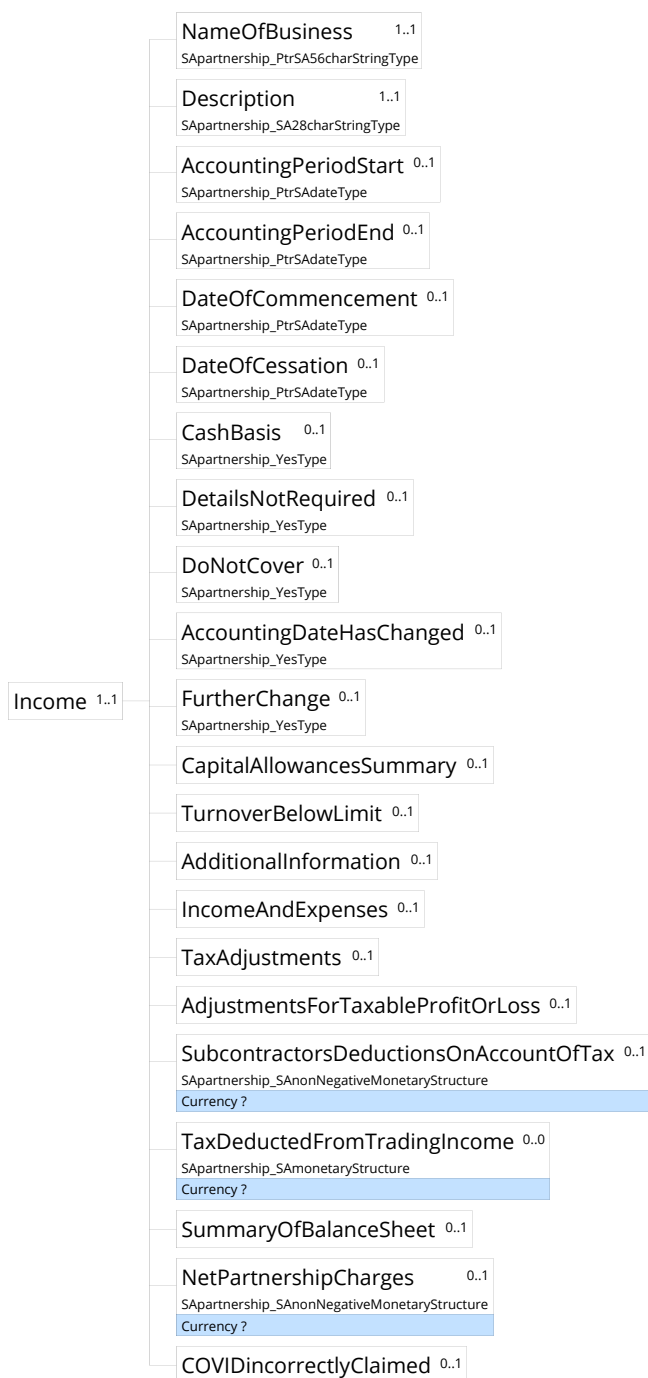 NameOfBusiness 1..1
SApartnership_PtrSA56charStringType
Description 1..1
SApartnership_SA28charStringType
AccountingPeriodStart 0..1
SApartnership_PtrSAdateType
AccountingPeriodEnd 0..1
SApartnership_PtrSAdateType
DateOfCommencement 0..1
SApartnership_PtrSAdateType
DateOfCessation 0..1
SApartnership_PtrSAdateType
CashBasis 0..1
SApartnership_YesType
DetailsNotRequired 0..1
SApartnership_YesType
DoNotCover 0..1
SApartnership_YesType
AccountingDateHasChanged 0..1
SApartnership_YesType
Income 1..1
FurtherChange 0..1
SApartnership_YesType
CapitalAllowancesSummary 0..1
TurnoverBelowLimit 0..1
AdditionalInformation 0..1
IncomeAndExpenses 0..1
TaxAdjustments 0..1
AdjustmentsForTaxableProfitOrLoss 0..1
SubcontractorsDeductionsOnAccountOfTax 0..1
SApartnership_SAnonNegativeMonetaryStructure
Currency ?
TaxDeductedFromTradingIncome 0..0
SApartnership_SAmonetaryStructure
Currency ?
SummaryOfBalanceSheet 0..1
NetPartnershipCharges 0..1
SApartnership_SAnonNegativeMonetaryStructure
Currency ?
COVIDincorrectlyClaimed 0..1